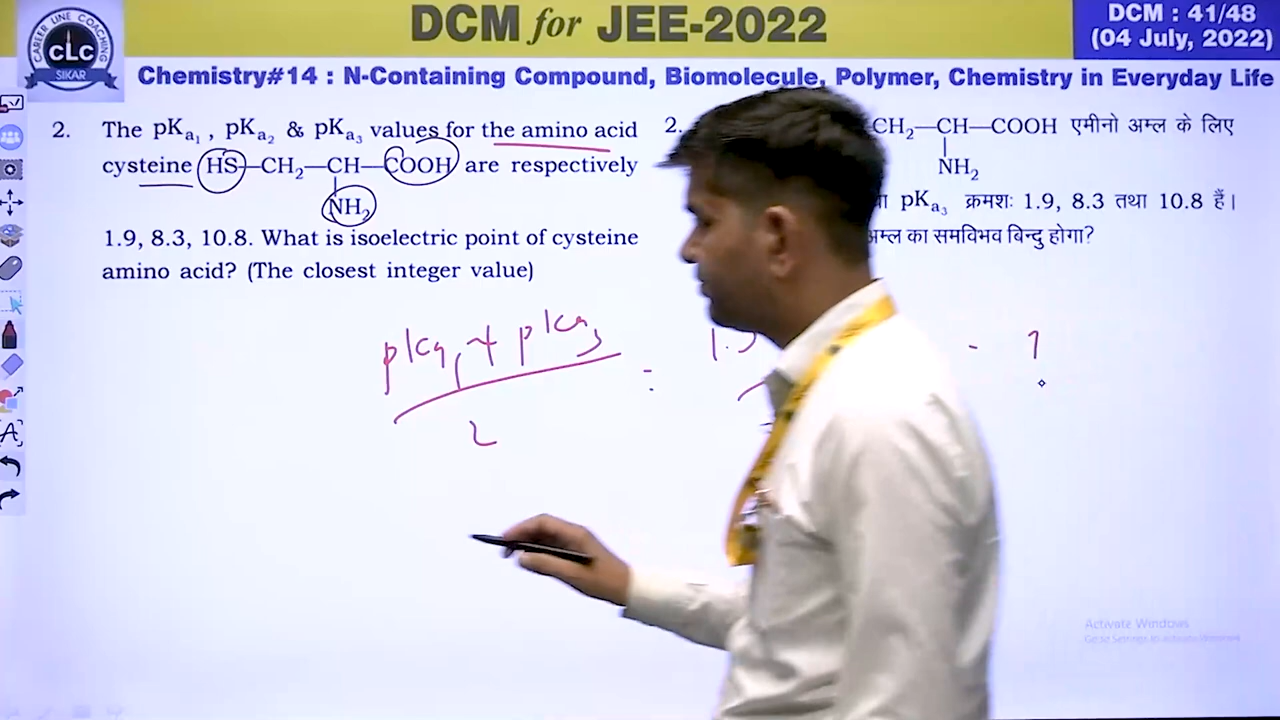 DCM for JEE-2022
DCM : 41/48
(04 July, 2022)
CAREER LINE COACHING
CLC
SIKAR
Chemistry#14 : N-Containing Compound, Biomolecule, Polymer, Chemistry in Everyday Life
2. The pKa₁ , pKa₂ & pKa₃ values for the amino acid
cysteine HS—CH₂—CH—COOH are respectively
NH₂
1.9, 8.3, 10.8. What is isoelectric point of cysteine
amino acid? (The closest integer value)
2. CH₂—CH—COOH एमीनो अम्ल के लिए
NH₂
pKa₃ क्रमशः 1.9, 8.3 तथा 10.8 हैं।
अम्ल का समविभव बिन्दु होगा?
pKa₁ + pKa₃
2
=
Activate Windows